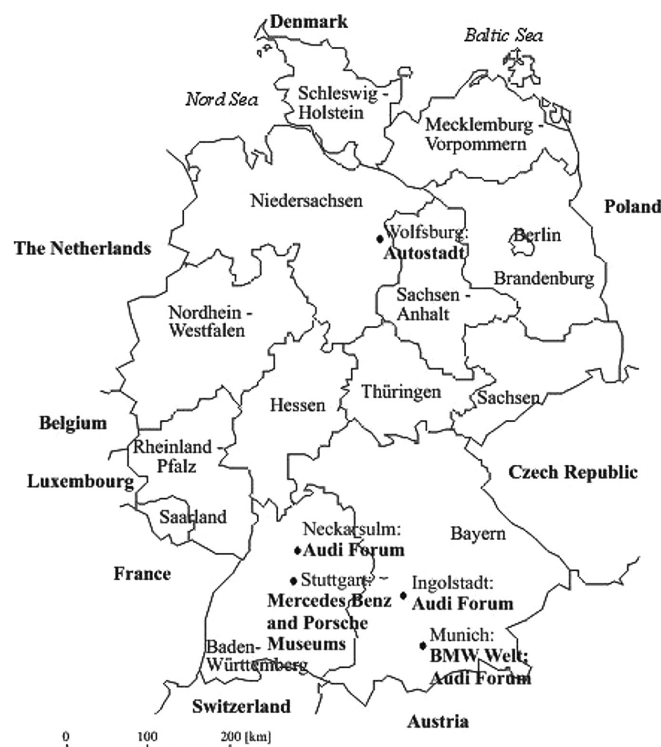 Denmark
Baltic Sea
Nord Sea
Schleswig -
Holstein
Mecklemburg -
Vorpommern
Niedersachsen
Poland
The Netherlands
Wolfsburg:
Autostadt
Berlin
Brandenburg
Sachsen -
Anhalt
Nordhein -
Westfalen
Thüringen
Sachsen
Hessen
Belgium
Rheinland -
Pfalz
Luxembourg
Czech Republic
Saarland
Neckarsulm:
Audi Forum
Bayern
France
Stuttgart:
Mercedes Benz
and Porsche
Museums
Ingolstadt:
Audi Forum
Munich:
BMW Welt;
Audi Forum
Baden-
Württemberg
Switzerland
Austria
0 100 200 [km]